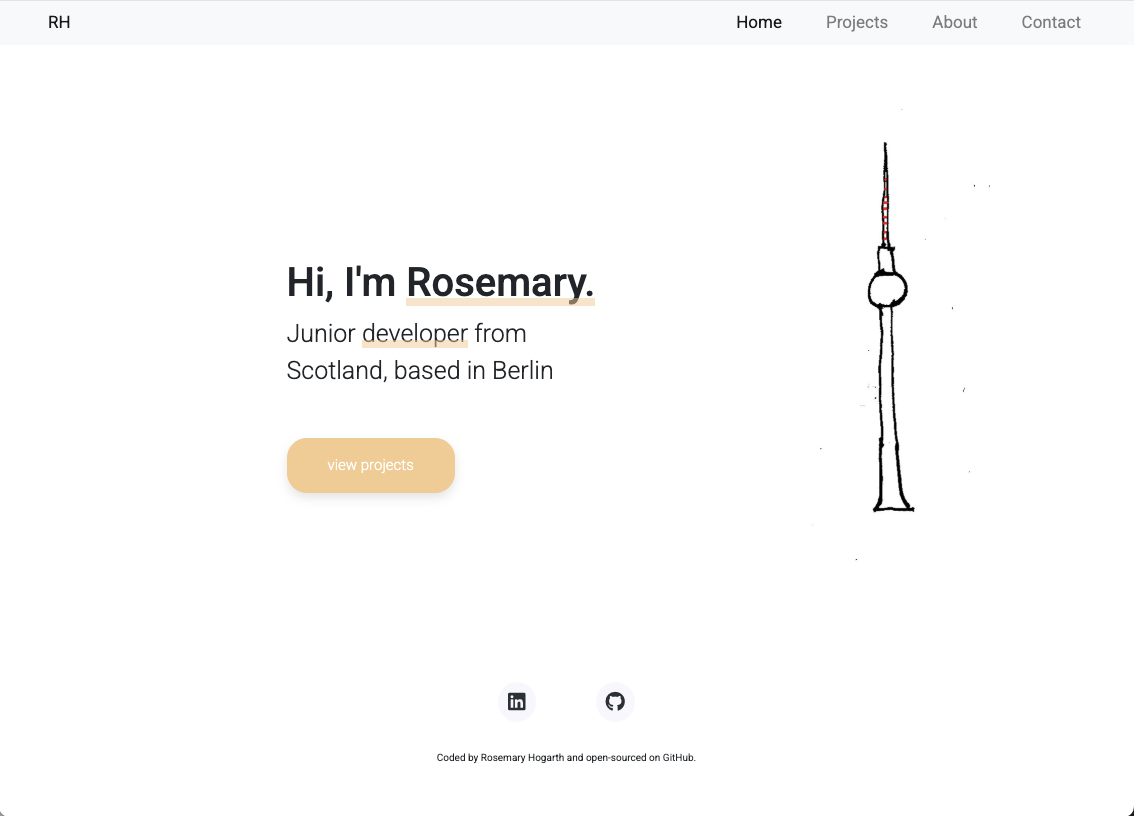 RH
Home Projects About Contact
Hi, I'm Rosemary.
Junior developer from
Scotland, based in Berlin
view projects
in
Coded by Rosemary Hogarth and open-sourced on GitHub.